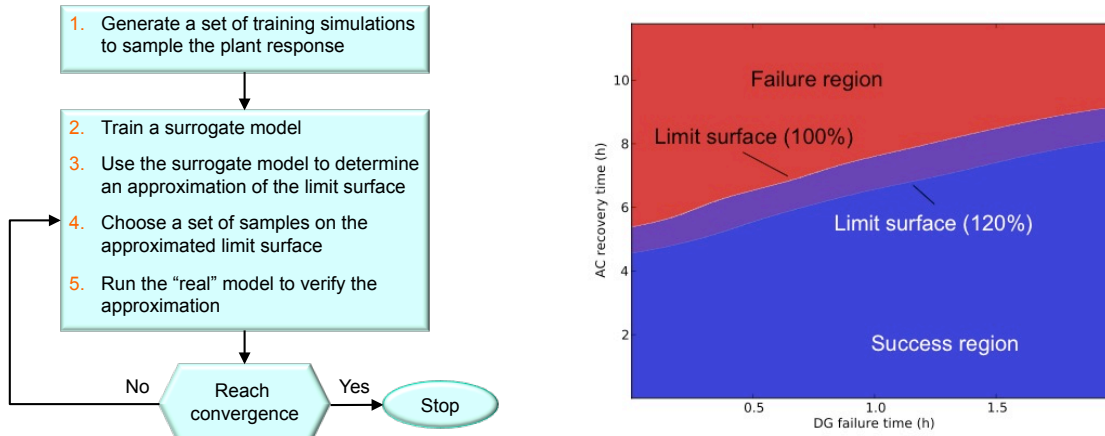 1. Generate a set of training simulations
to sample the plant response
2. Train a surrogate model
3. Use the surrogate model to determine
an approximation of the limit surface
4. Choose a set of samples on the
approximated limit surface
5. Run the “real” model to verify the
approximation
No
Reach
convergence
Yes
Stop
AC recovery time (h)
10
8
6
4
2
Failure region
Limit surface (100%)
Limit surface (120%)
Success region
0.5
1.0
1.5
DG failure time (h)